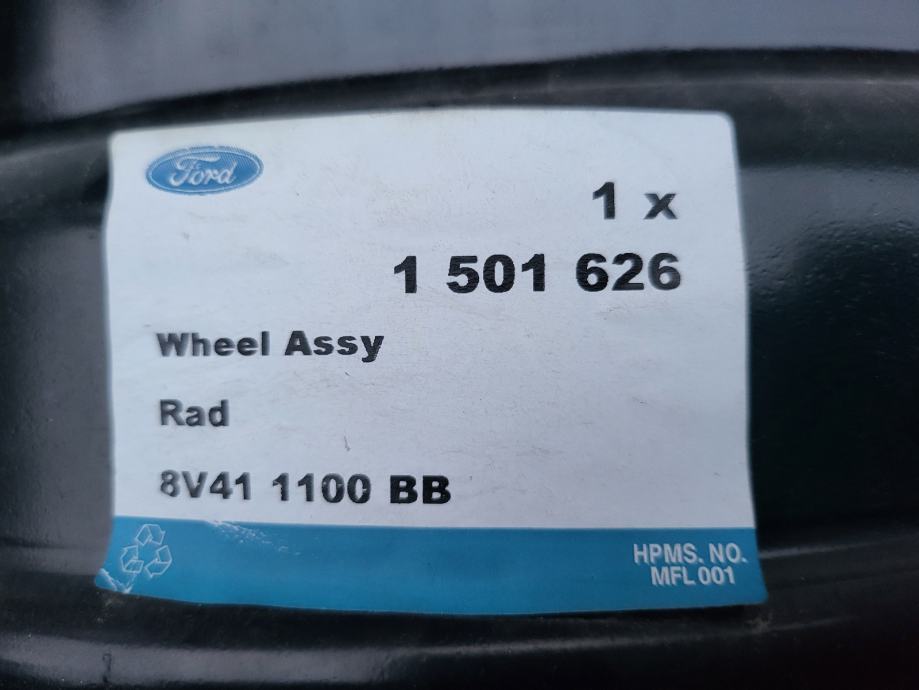 Ford
1 x
1 501 626
Wheel Assy
Rad
8V41 1100 BB
HPMS. NO.
MFL 001